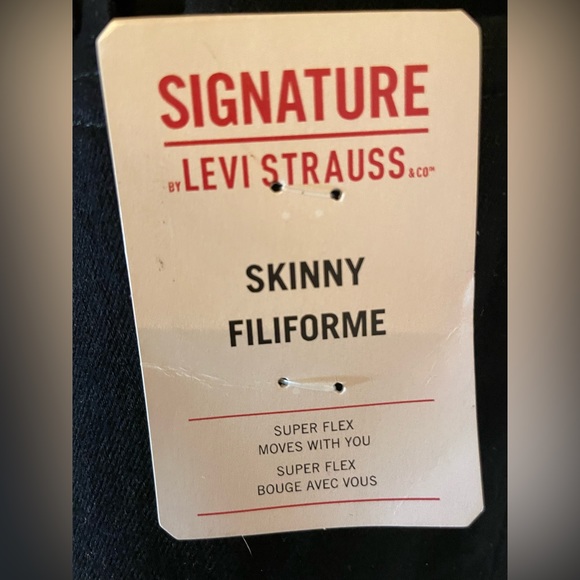 SIGNATURE
BY LEVI STRAUSS & CO™
SKINNY
FILIFORME
SUPER FLEX
MOVES WITH YOU
SUPER FLEX
BOUGE AVEC VOUS